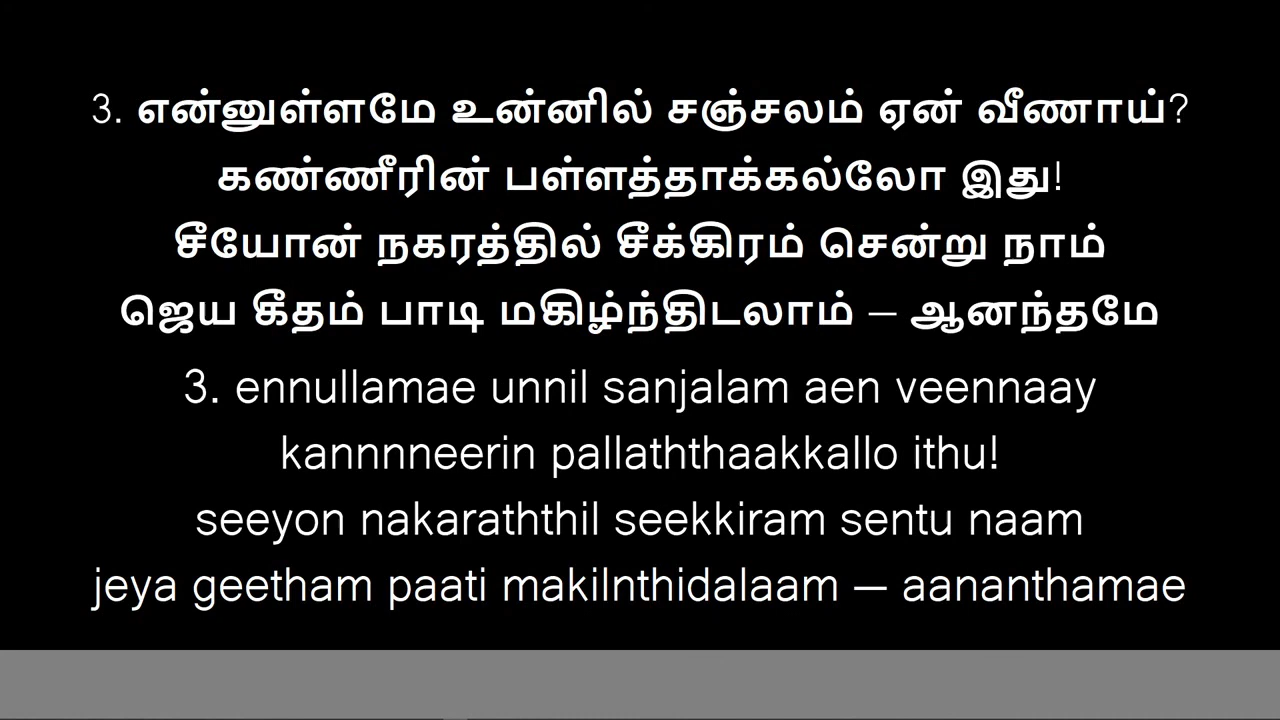 3. என்னுள்ளமே உன்னில் சஞ்சலம் ஏன் வீணாய்?
கண்ணீரின் பள்ளத்தாக்கல்லோ இது!
சீயோன் நகரத்தில் சீக்கிரம் சென்று நாம்
ஜெய கீதம் பாடி மகிழ்ந்திடலாம் – ஆனந்தமே
3. ennullamae unnil sanjalam aen veennaay
kannnneerin pallaththaakkallo ithu!
seeyon nakaraththil seekkiram sentu naam
jeya geetham paati makilnthidalaam – aananthamae